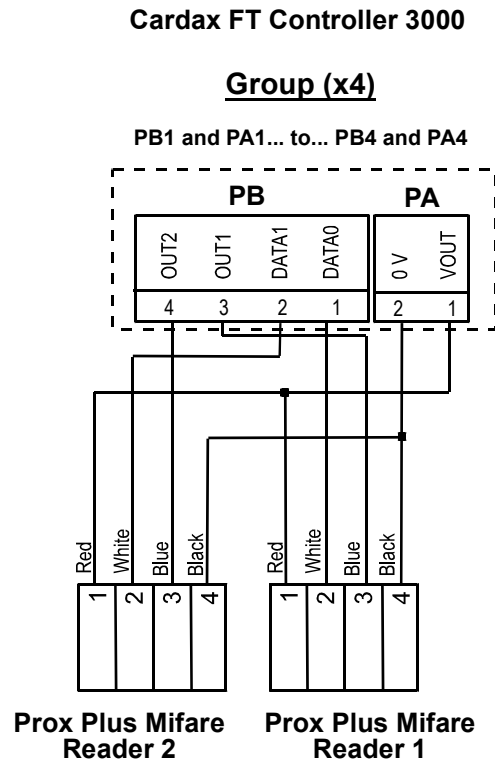 Cardax FT Controller 3000
Group (x4)
PB1 and PA1... to... PB4 and PA4
PB PA
OUT2 OUT1 DATA1 DATA0 0 V VOUT
4 3 2 1 2 1
Red White Blue Black Red White Blue Black
1 2 3 4 1 2 3 4
Prox Plus Mifare Prox Plus Mifare
Reader 2 Reader 1